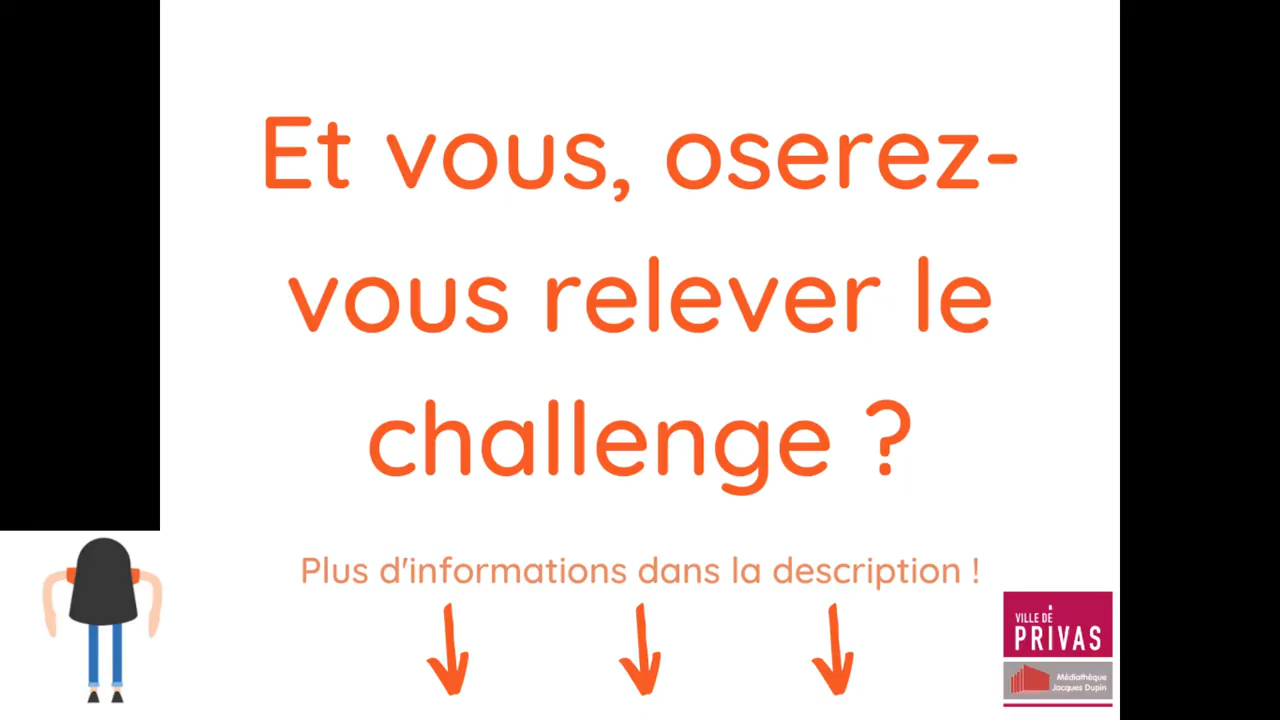 Et vous, oserez-
vous relever le
challenge ?
Plus d'informations dans la description !
VILLE DE
PRIVAS
Médiathèque
Jacques Dupin